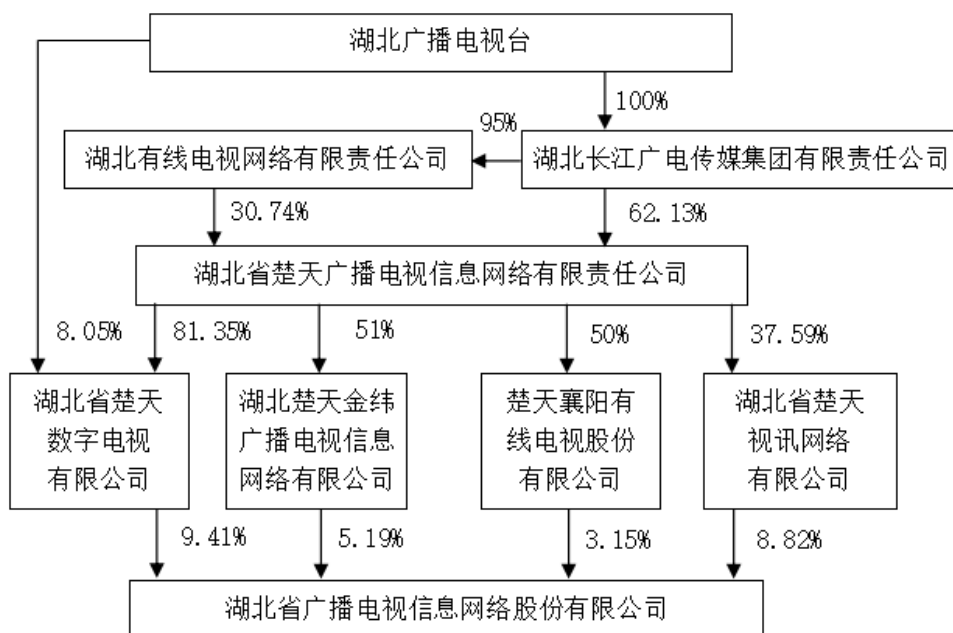 湖北广播电视台
100%
95%
湖北有线电视网络有限责任公司
湖北长江广电传媒集团有限责任公司
30.74%
62.13%
湖北省楚天广播电视信息网络有限责任公司
8.05%
81.35%
51%
50%
37.59%
湖北省楚天
数字电视
有限公司
湖北楚天金纬
广播电视信息
网络有限公司
楚天襄阳有
线电视股份
有限公司
湖北省楚天
视讯网络
有限公司
9.41%
5.19%
3.15%
8.82%
湖北省广播电视信息网络股份有限公司